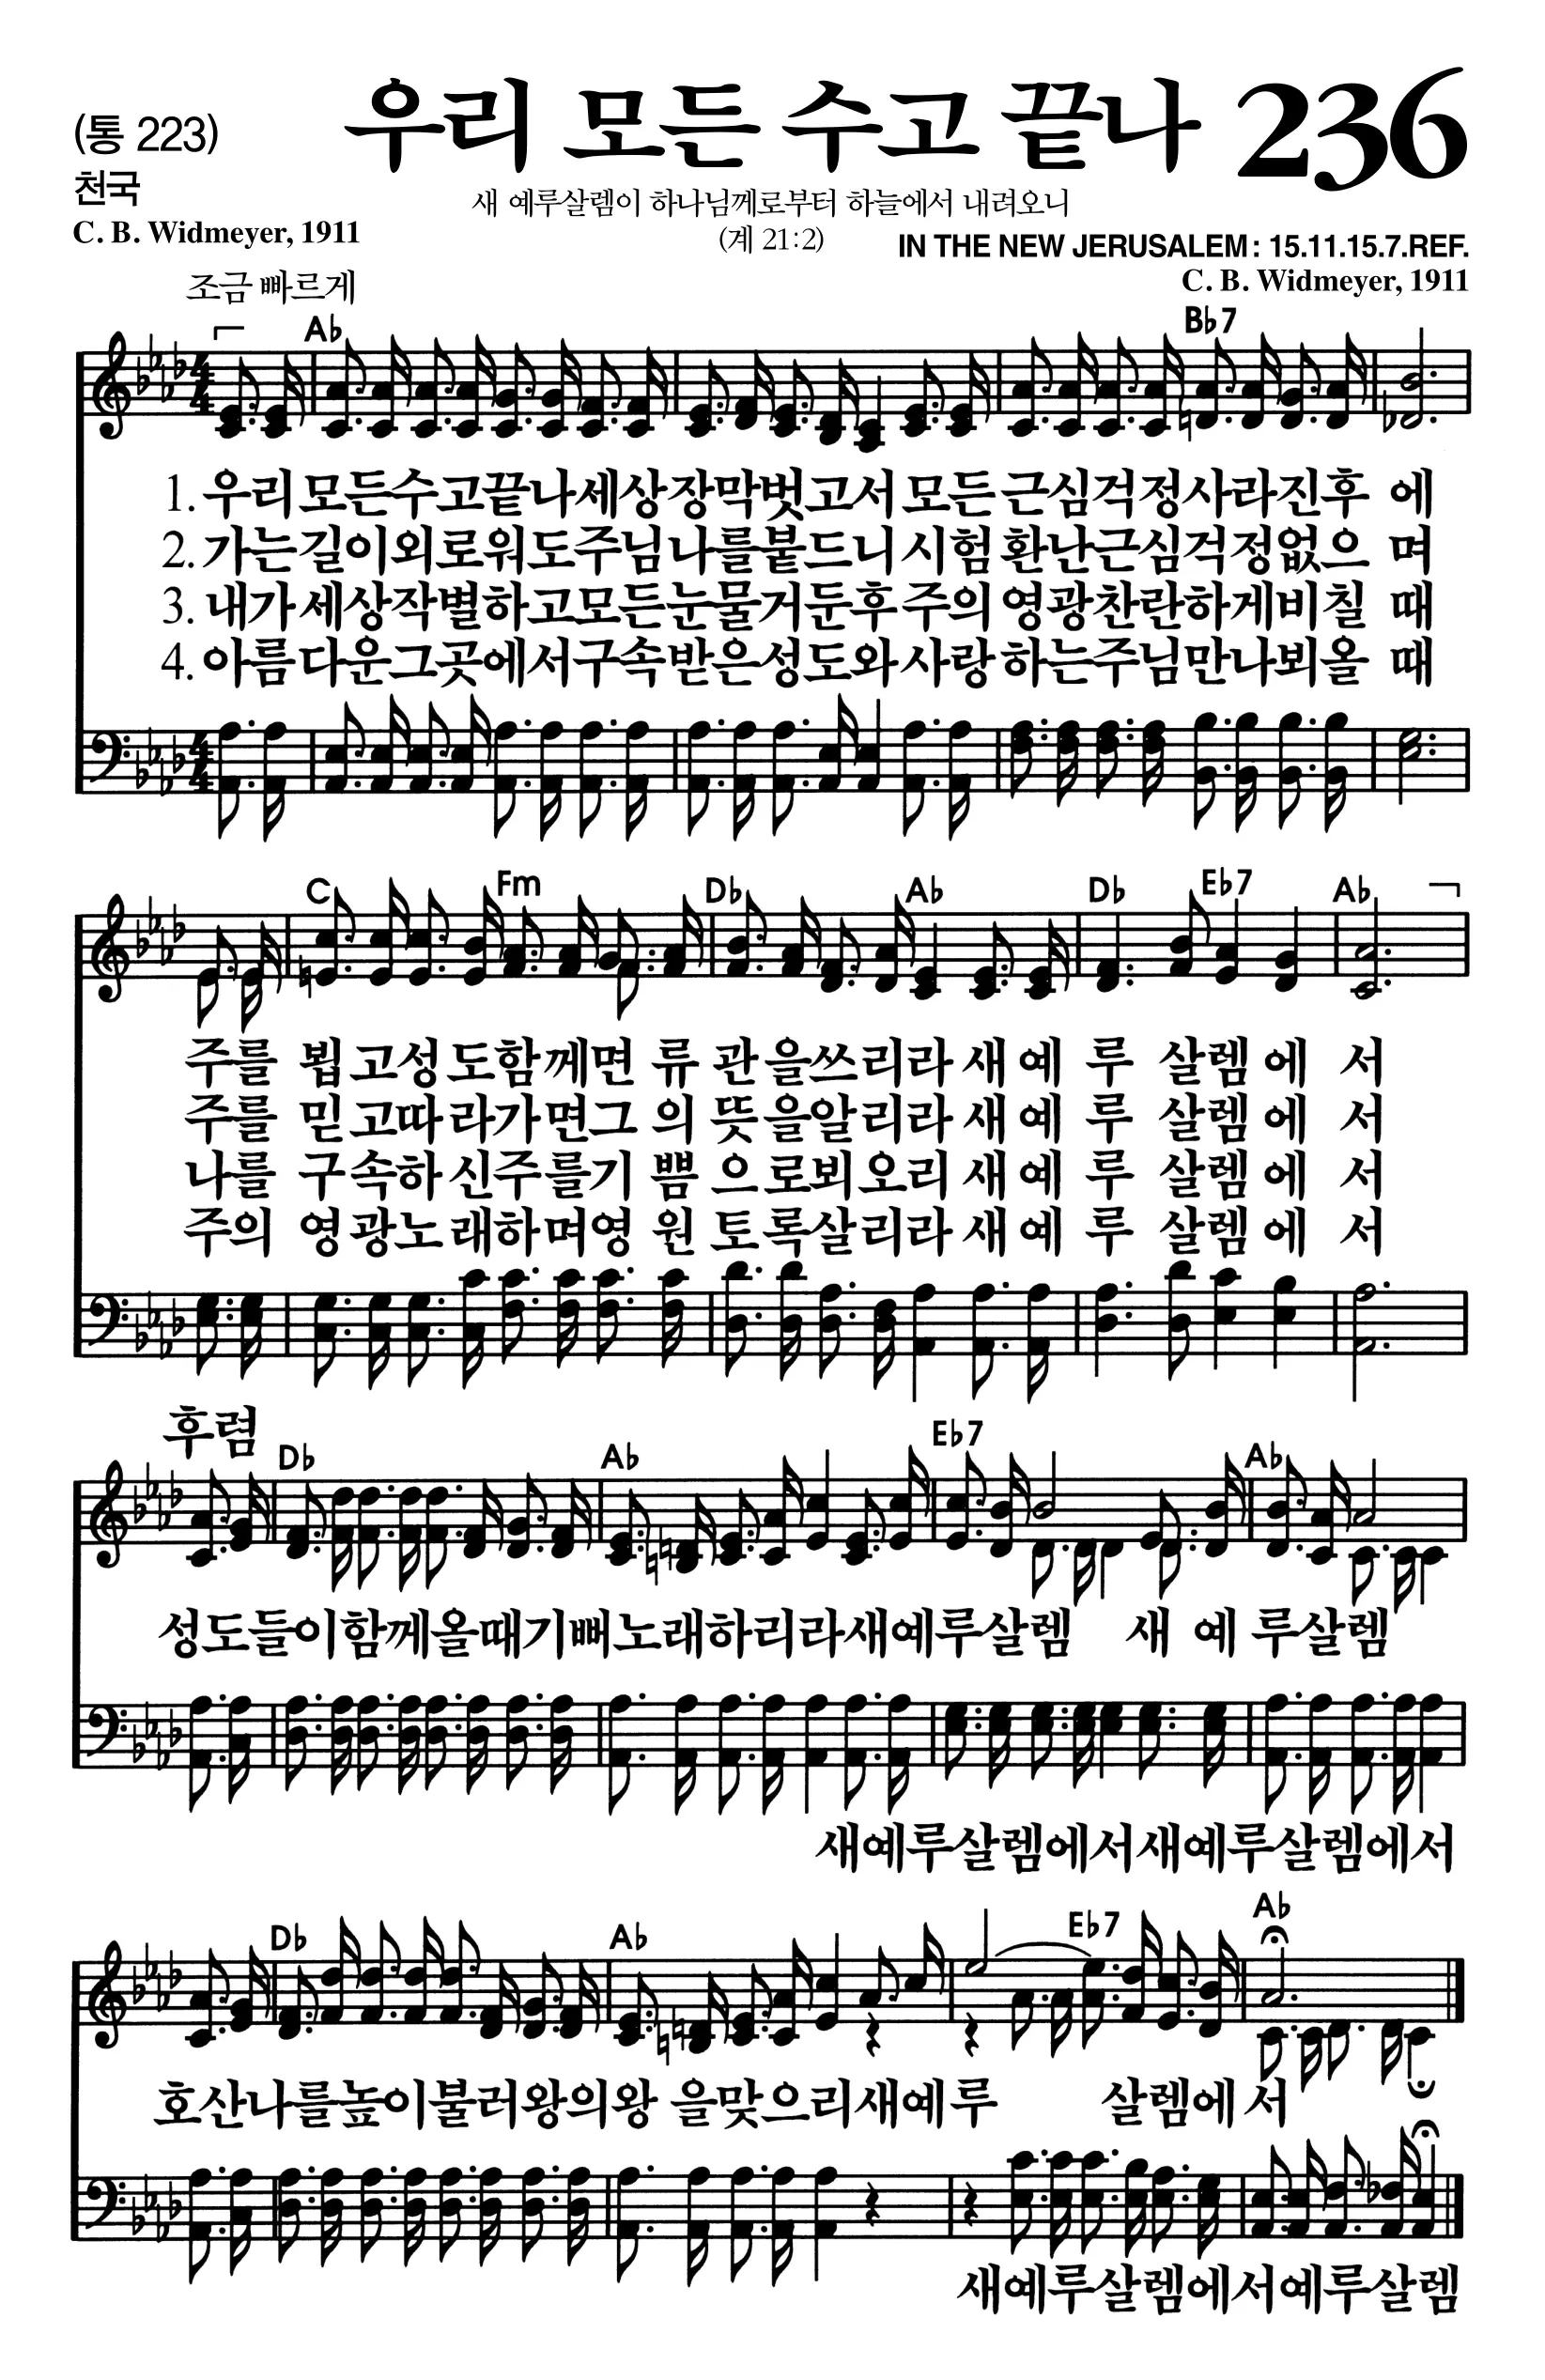 (통 223)
우리 모든 수고 끝나 236
천국
새 예루살렘이 하나님께로부터 하늘에서 내려오니
C. B. Widmeyer, 1911
(계 21:2)
IN THE NEW JERUSALEM : 15.11.15.7.REF.
조금 빠르게
C. B. Widmeyer, 1911
A♭ B♭7
1. 우리모든수고끝나세상장막벗고서모든근심걱정사라진후 에
2. 가는길이외로워도주님나를붙드니시험환난근심걱정없으 며
3. 내가세상작별하고모든눈물거둔후주의영광찬란하게비칠 때
4. 아름다운그곳에서구속받은성도와사랑하는주님만나뵈올 때
C Fm D♭ A♭ D♭ E♭7 A♭
주를 뵙고성도함께면 류 관을쓰리라 새 예 루 살렘 에 서
주를 믿고따라가면그 의 뜻을알리라 새 예 루 살렘 에 서
나를 구속하신주를기 쁨 으로뵈오리 새 예 루 살렘 에 서
주의 영광노래하며영 원 토록살리라 새 예 루 살렘 에 서
후렴
D♭ A♭ E♭7 A♭
성도들이함께올때기뻐노래하리라새예루살렘 새 예 루살렘
새예루살렘에서새예루살렘에서
D♭ A♭ E♭7 A♭
호산나를높이불러왕의왕 을맞으리새예루 살렘에서
새예루살렘에서예루살렘